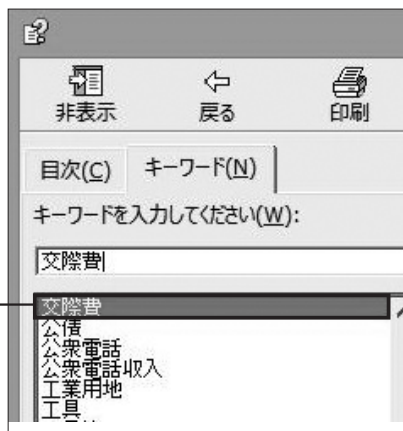 非表示 戻る 印刷
目次(C) キーワード(N)
キーワードを入力してください(W):
交際費
交際費
公債
公衆電話
公衆電話収入
工業用地
工具